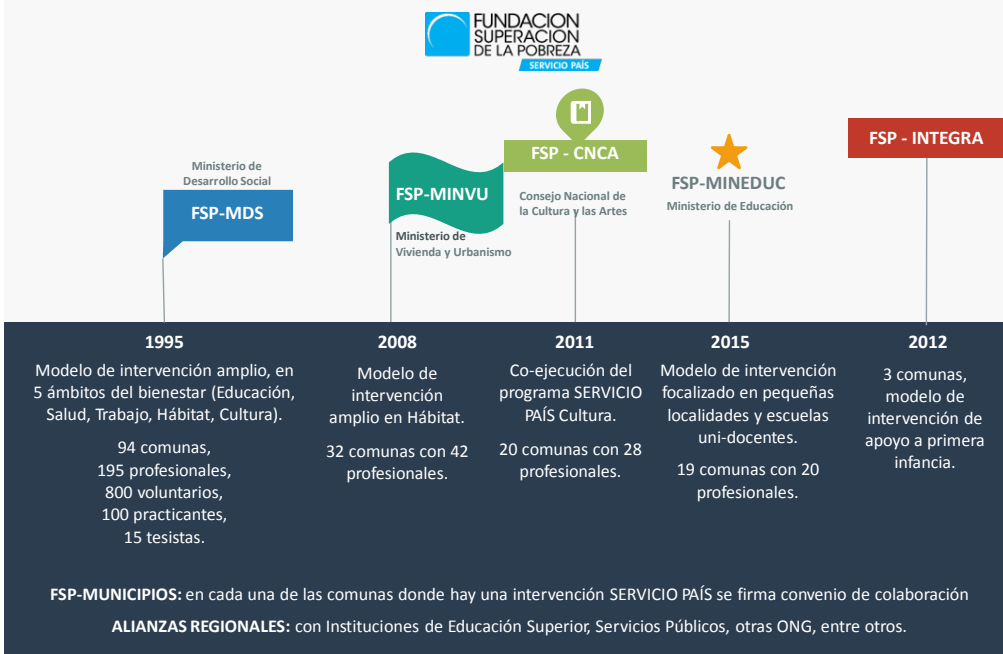 FUNDACION
SUPERACION
DE LA POBREZA
SERVICIO PAÍS
Ministerio de
Desarrollo Social
FSP-MDS
FSP-MINVU
Ministerio de
Vivienda y Urbanismo
FSP - CNCA
Consejo Nacional de
la Cultura y las Artes
FSP-MINEDUC
Ministerio de Educación
FSP - INTEGRA
1995
Modelo de intervención amplio, en
5 ámbitos del bienestar (Educación,
Salud, Trabajo, Hábitat, Cultura).
94 comunas,
195 profesionales,
800 voluntarios,
100 practicantes,
15 tesistas.
2008
Modelo de
intervención
amplio en Hábitat.
32 comunas con 42
profesionales.
2011
Co-ejecución del
programa SERVICIO
PAÍS Cultura.
20 comunas con 28
profesionales.
2015
Modelo de intervención
focalizado en pequeñas
localidades y escuelas
uni-docentes.
19 comunas con 20
profesionales.
2012
3 comunas,
modelo de
intervención de
apoyo a primera
infancia.
FSP-MUNICIPIOS: en cada una de las comunas donde hay una intervención SERVICIO PAÍS se firma convenio de colaboración
ALIANZAS REGIONALES: con Instituciones de Educación Superior, Servicios Públicos, otras ONG, entre otros.